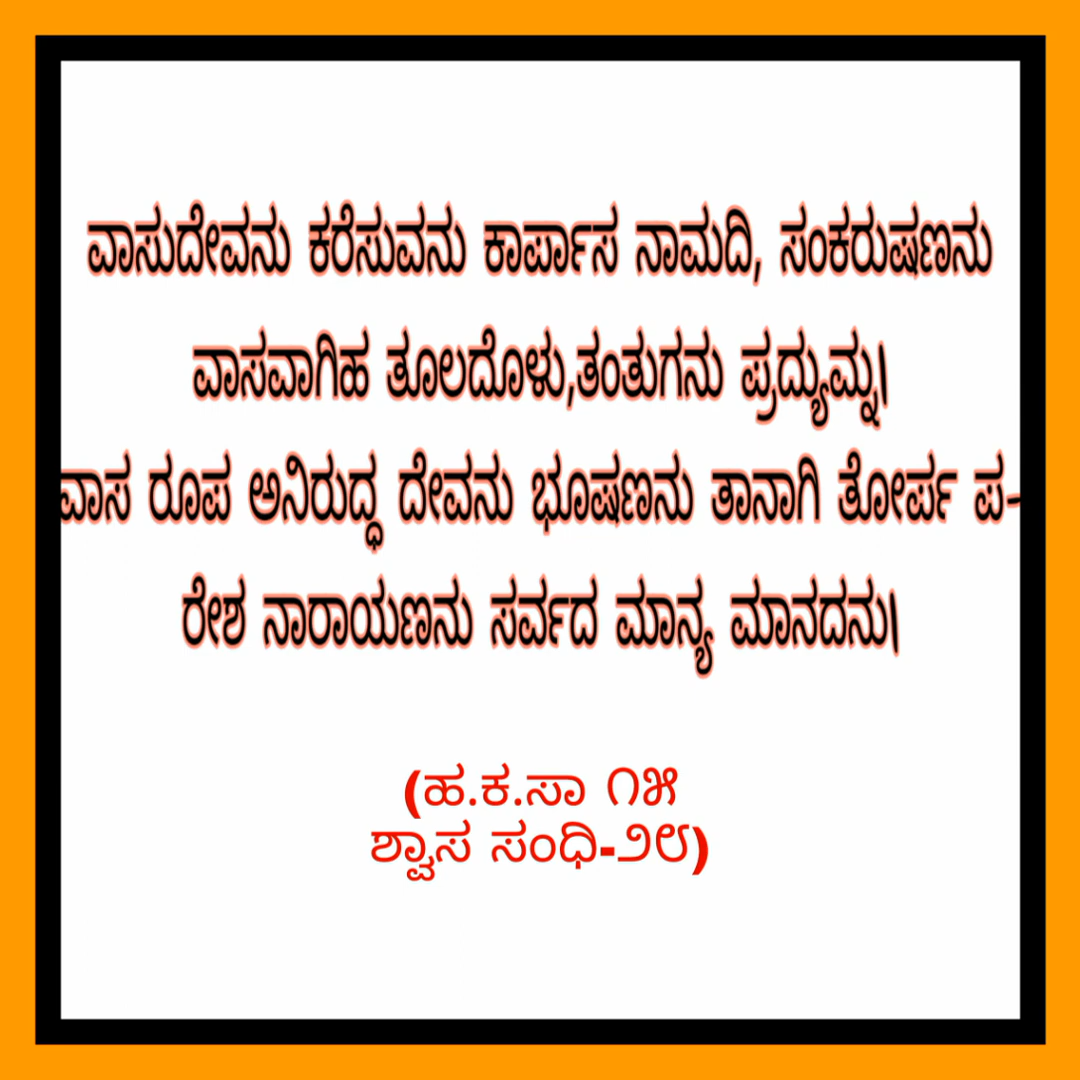 ವಾಸುದೇವನು ಕರೆಸುವನು ಕಾರ್ಪಾಸ ನಾಮದಿ, ಸಂಕರುಷಣನು
ವಾಸವಾಗಿಹ ತೂಲದೊಳು,ತಂತುಗನು ಪ್ರದ್ಯುಮ್ನ|
ವಾಸ ರೂಪ ಅನಿರುದ್ಧ ದೇವನು ಭೂಷಣನು ತಾನಾಗಿ ತೋರ್ಪ ಪ-
ರೇಶ ನಾರಾಯಣನು ಸರ್ವದ ಮಾನ್ಯ ಮಾನದನು|
(ಹ.ಕ.ಸಾ ೧೫
ಶ್ವಾಸ ಸಂಧಿ-೨೮)